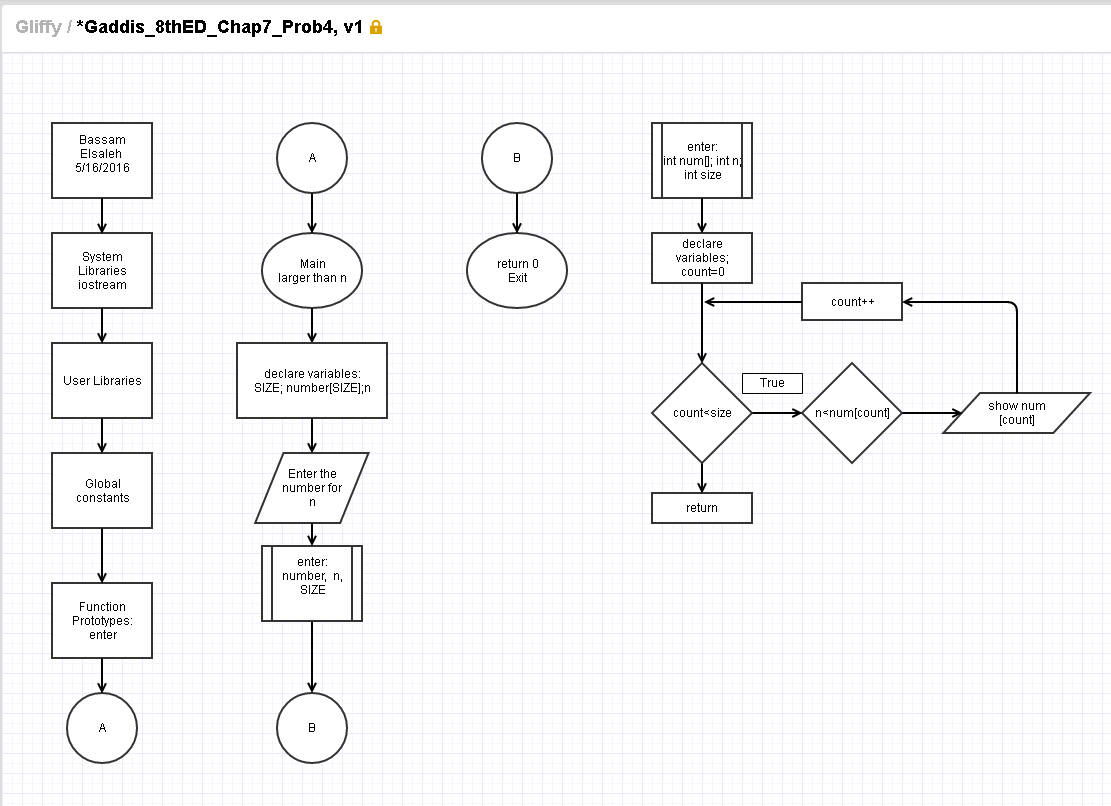 Gliffy / *Gaddis_8thED_Chap7_Prob4, v1
Bassam
Elsaleh
5/16/2016
System
Libraries
iostream
User Libraries
Global
constants
Function
Prototypes:
enter
A
A
Main
larger than n
declare variables:
SIZE; number[SIZE];n
Enter the
number for
n
enter:
number, n,
SIZE
B
B
return 0
Exit
enter:
int num[]; int n;
int size
declare
variables;
count=0
count++
count<size
True
n<num[count]
show num
[count]
return